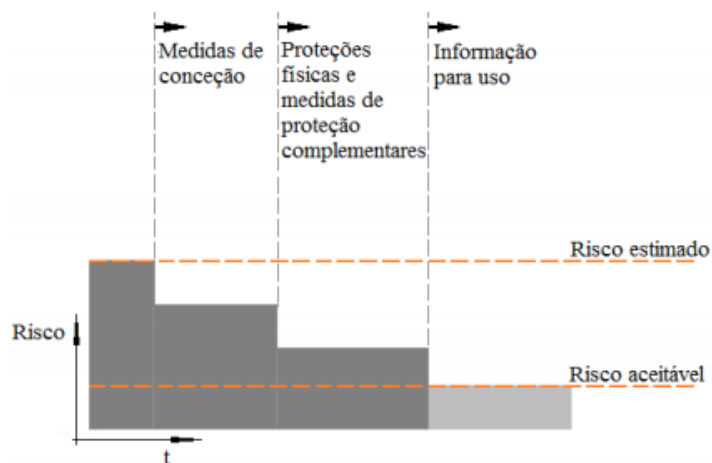 Medidas de
conceção
Proteções
físicas e
medidas de
proteção
complementares
Informação
para uso
Risco estimado
Risco
Risco aceitável
t